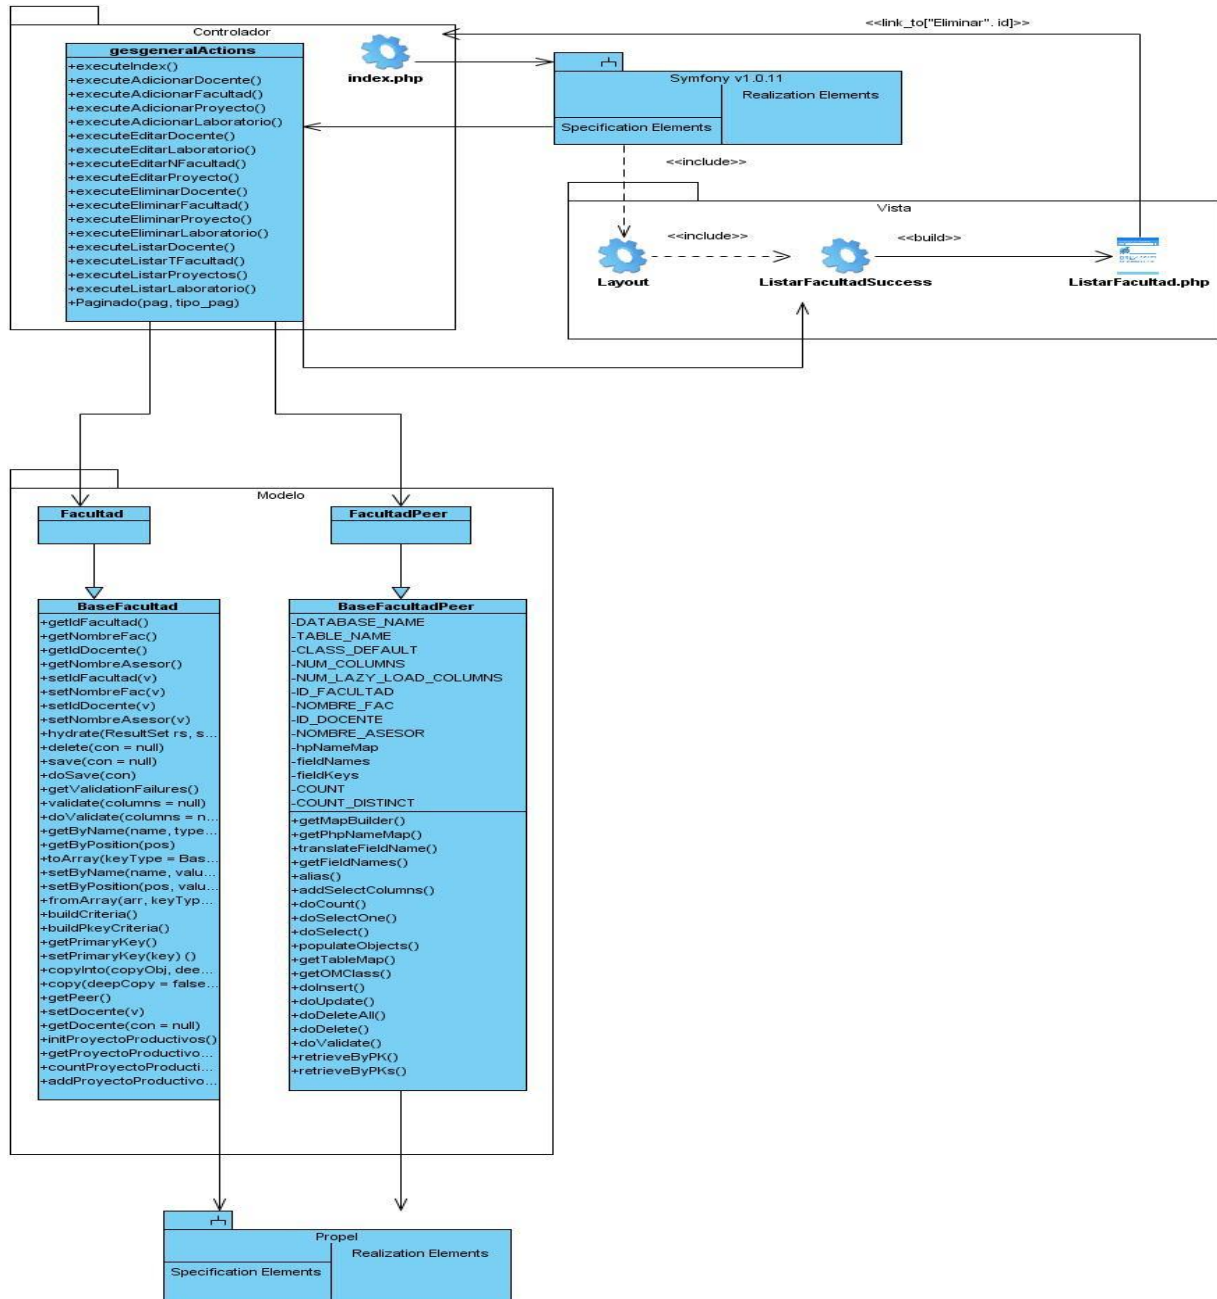 Controlador
gesgeneralActions
+executeIndex()
+executeAdicionarDocente()
+executeAdicionarFacultad()
+executeAdicionarProyecto()
+executeAdicionarLaboratorio()
+executeEditarDocente()
+executeEditarLaboratorio()
+executeEditarNFacultad()
+executeEditarProyecto()
+executeEliminarDocente()
+executeEliminarFacultad()
+executeEliminarProyecto()
+executeEliminarLaboratorio()
+executeListarDocente()
+executeListarTFacultad()
+executeListarProyectos()
+executeListarLaboratorio()
+Paginado(pag, tipo_pag)
index.php
<<link_to["Eliminar". id]>>
Symfony v1.0.11
Realization Elements
Specification Elements
<<include>>
Vista
<<include>>
<<build>>
Layout
ListarFacultadSuccess
ListarFacultad.php
Modelo
Facultad
FacultadPeer
BaseFacultad
+getIdFacultad()
+getNombreFac()
+getIdDocente()
+getNombreAsesor()
+setIdFacultad(v)
+setNombreFac(v)
+setIdDocente(v)
+setNombreAsesor(v)
+hydrate(ResultSet rs, s...
+delete(con = null)
+save(con = null)
+doSave(con)
+getValidationFailures()
+validate(columns = null)
+doValidate(columns = n...
+getByName(name, type...
+getByPosition(pos)
+toArray(keyType = Bas...
+setByName(name, valu...
+setByPosition(pos, valu...
+fromArray(arr, keyTyp...
+buildCriteria()
+buildPkeyCriteria()
+getPrimaryKey()
+setPrimaryKey(key) ()
+copyInto(copyObj, dee...
+copy(deepCopy = false...
+getPeer()
+setDocente(v)
+getDocente(con = null)
+initProyectoProductivos()
+getProyectoProductivo...
+countProyectoProducti...
+addProyectoProductivo...
BaseFacultadPeer
-DATABASE_NAME
-TABLE_NAME
-CLASS_DEFAULT
-NUM_COLUMNS
-NUM_LAZY_LOAD_COLUMNS
-ID_FACULTAD
-NOMBRE_FAC
-ID_DOCENTE
-NOMBRE_ASESOR
-hpNameMap
-fieldNames
-fieldKeys
-COUNT
-COUNT_DISTINCT
+getMapBuilder()
+getPhpNameMap()
+translateFieldName()
+getFieldNames()
+alias()
+addSelectColumns()
+doCount()
+doSelectOne()
+doSelect()
+populateObjects()
+getTableMap()
+getOMClass()
+doInsert()
+doUpdate()
+doDeleteAll()
+doDelete()
+doValidate()
+retrieveByPK()
+retrieveByPKs()
Propel
Realization Elements
Specification Elements